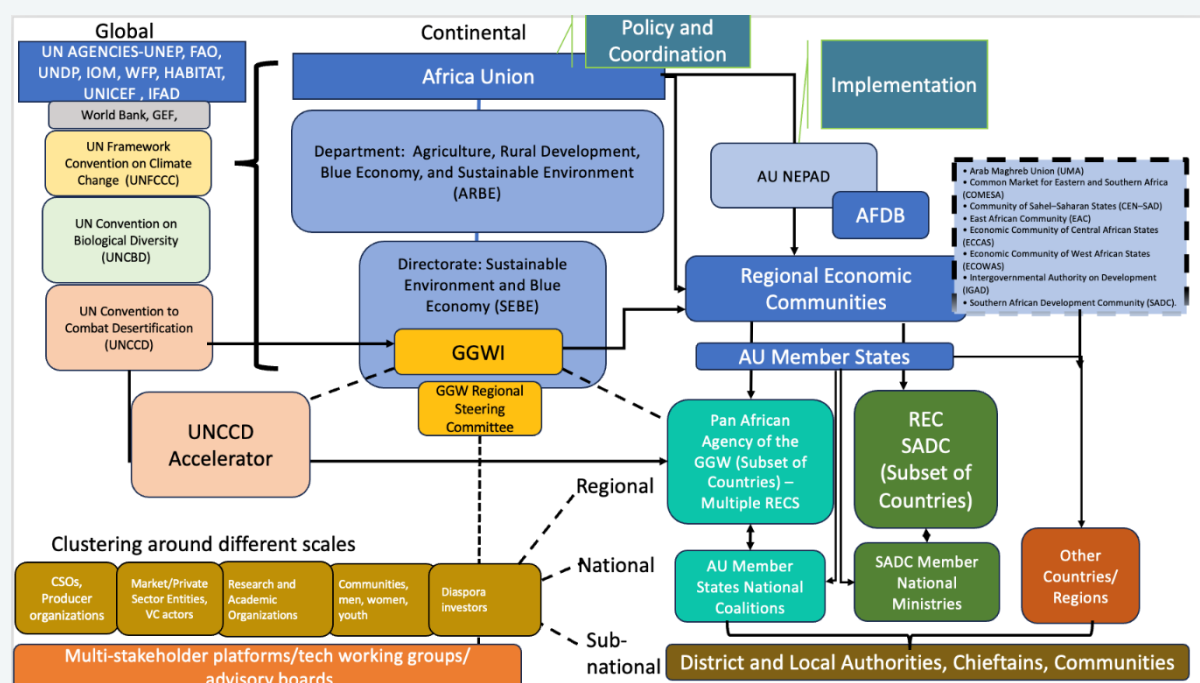 Global
Continental
Policy and
Coordination
UN AGENCIES-UNEP, FAO,
UNDP, IOM, WFP, HABITAT,
UNICEF , IFAD
Africa Union
Implementation
World Bank, GEF,
UN Framework
Convention on Climate
Change (UNFCCC)
Department: Agriculture, Rural Development,
Blue Economy, and Sustainable Environment
(ARBE)
AU NEPAD
AFDB
• Arab Maghreb Union (UMA)
• Common Market for Eastern and Southern Africa
(COMESA)
• Community of Sahel–Saharan States (CEN–SAD)
• East African Community (EAC)
• Economic Community of Central African States
(ECCAS)
• Economic Community of West African States
(ECOWAS)
• Intergovernmental Authority on Development
(IGAD)
• Southern African Development Community (SADC).
UN Convention on
Biological Diversity
(UNCBD)
Directorate: Sustainable
Environment and Blue
Economy (SEBE)
Regional Economic
Communities
UN Convention to
Combat Desertification
(UNCCD)
GGWI
AU Member States
GGW Regional
Steering
Committee
UNCCD
Accelerator
Pan African
Agency of the
GGW (Subset of
Countries) –
Multiple RECS
REC
SADC
(Subset of
Countries)
Regional
National
Sub-
national
Clustering around different scales
CSOs,
Producer
organizations
Market/Private
Sector Entities,
VC actors
Research and
Academic
Organizations
Communities,
men, women,
youth
Diaspora
investors
AU Member
States National
Coalitions
SADC Member
National
Ministries
Other
Countries/
Regions
Multi-stakeholder platforms/tech working groups/
advisory boards
District and Local Authorities, Chieftains, Communities